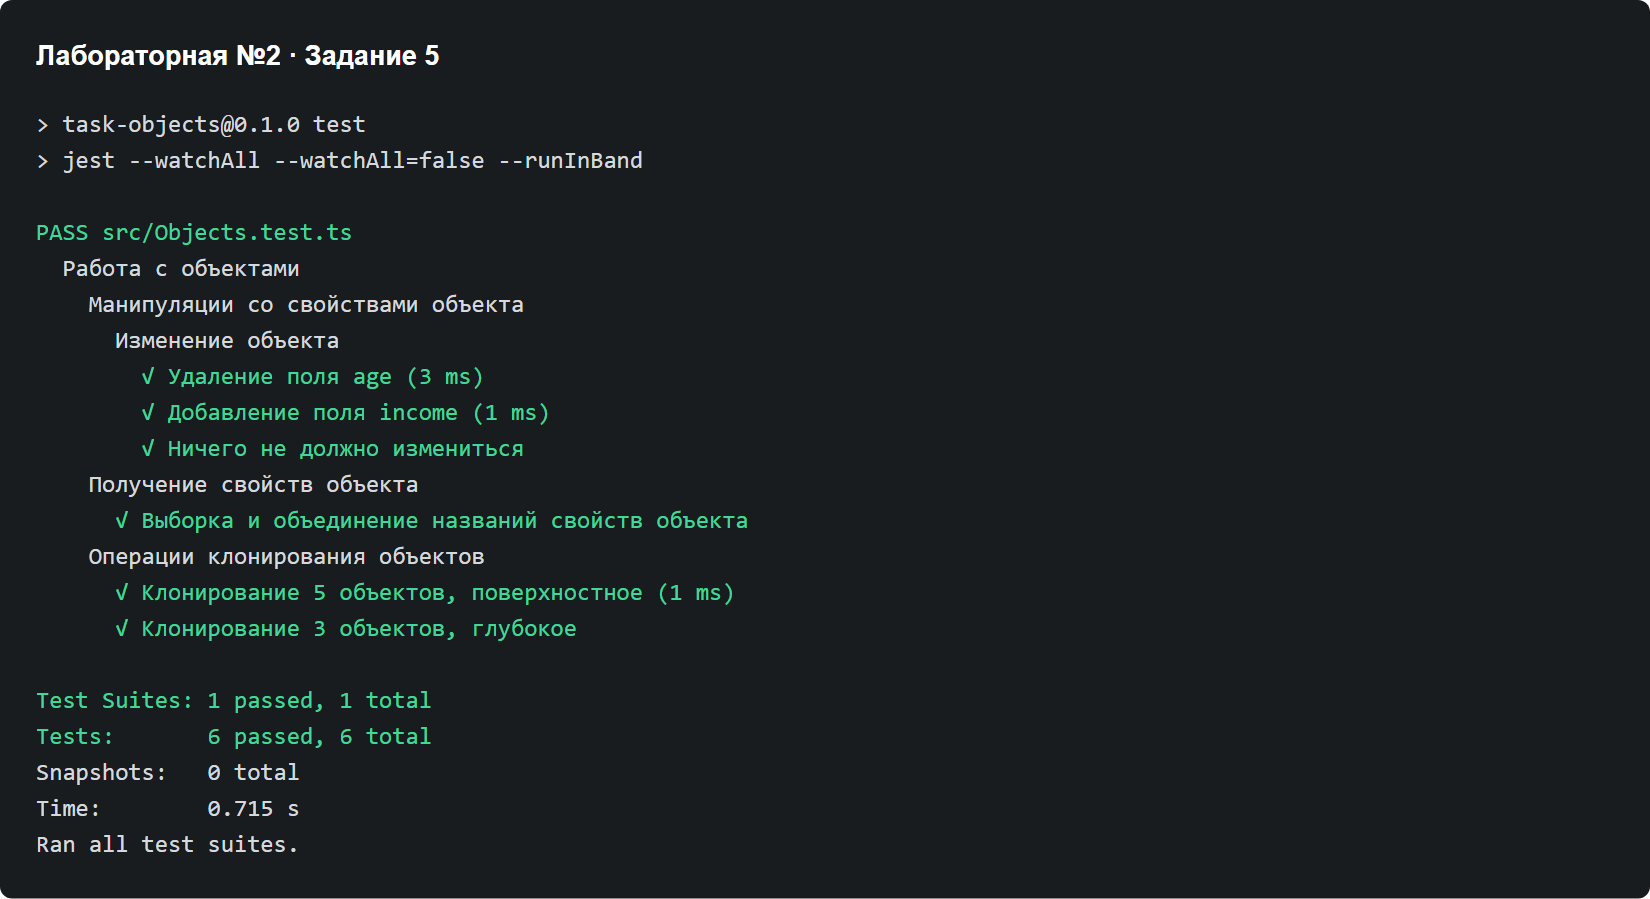 Лабораторная №2 · Задание 5
> task-objects@0.1.0 test
> jest --watchAll --watchAll=false --runInBand
PASS src/Objects.test.ts
Работа с объектами
Манипуляции со свойствами объекта
Изменение объекта
√ Удаление поля age (3 ms)
√ Добавление поля income (1 ms)
√ Ничего не должно измениться
Получение свойств объекта
√ Выборка и объединение названий свойств объекта
Операции клонирования объектов
√ Клонирование 5 объектов, поверхностное (1 ms)
√ Клонирование 3 объектов, глубокое
Test Suites: 1 passed, 1 total
Tests:       6 passed, 6 total
Snapshots:   0 total
Time:        0.715 s
Ran all test suites.